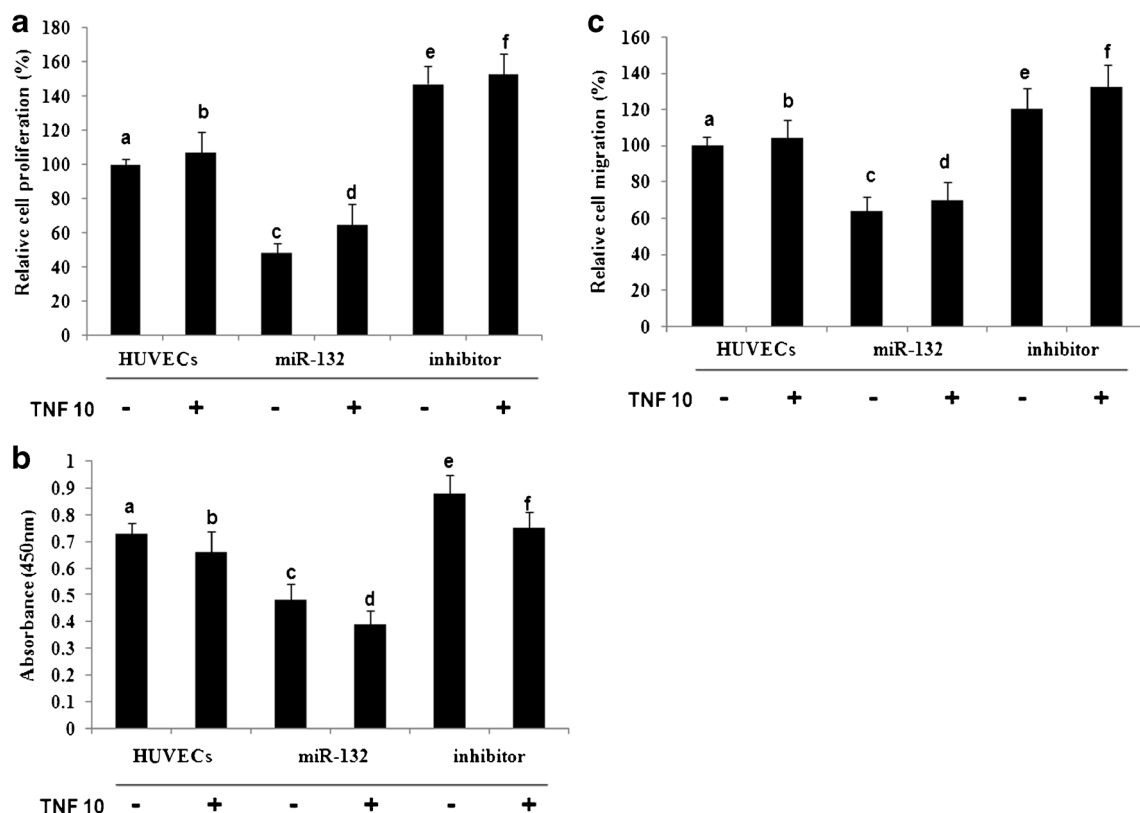 a
Relative cell proliferation (%)
180
160
140
120
100
80
60
40
20
0
a
b
c
d
e
f
HUVECs miR-132 inhibitor
TNF 10 - + - + - +
c
Relative cell migration (%)
160
140
120
100
80
60
40
20
0
a
b
c
d
e
f
HUVECs miR-132 inhibitor
TNF 10 - + - + - +
b
Absorbance (450nm)
1
0.9
0.8
0.7
0.6
0.5
0.4
0.3
0.2
0.1
0
a
b
c
d
e
f
HUVECs miR-132 inhibitor
TNF 10 - + - + - +